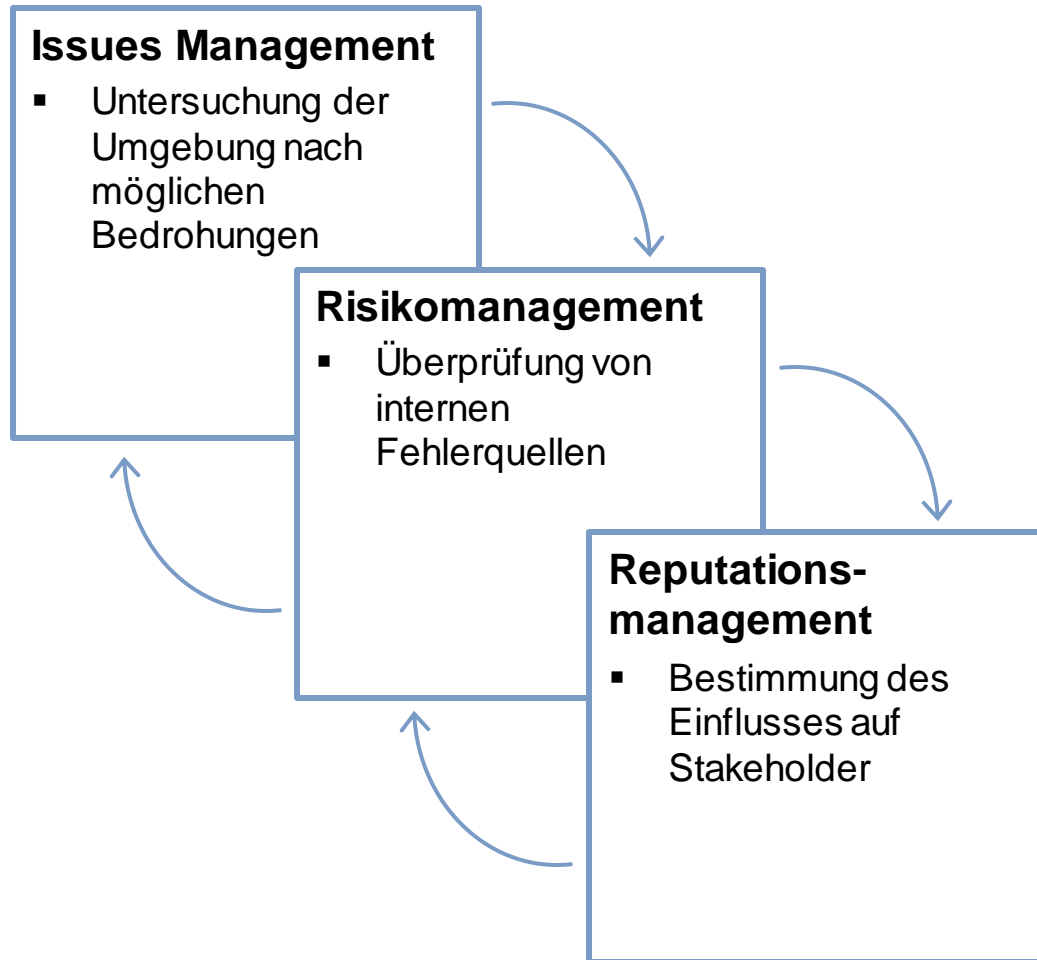 Issues Management
▪ Untersuchung der
Umgebung nach
möglichen
Bedrohungen
Risikomanagement
▪ Überprüfung von
internen
Fehlerquellen
Reputations-
management
▪ Bestimmung des
Einflusses auf
Stakeholder